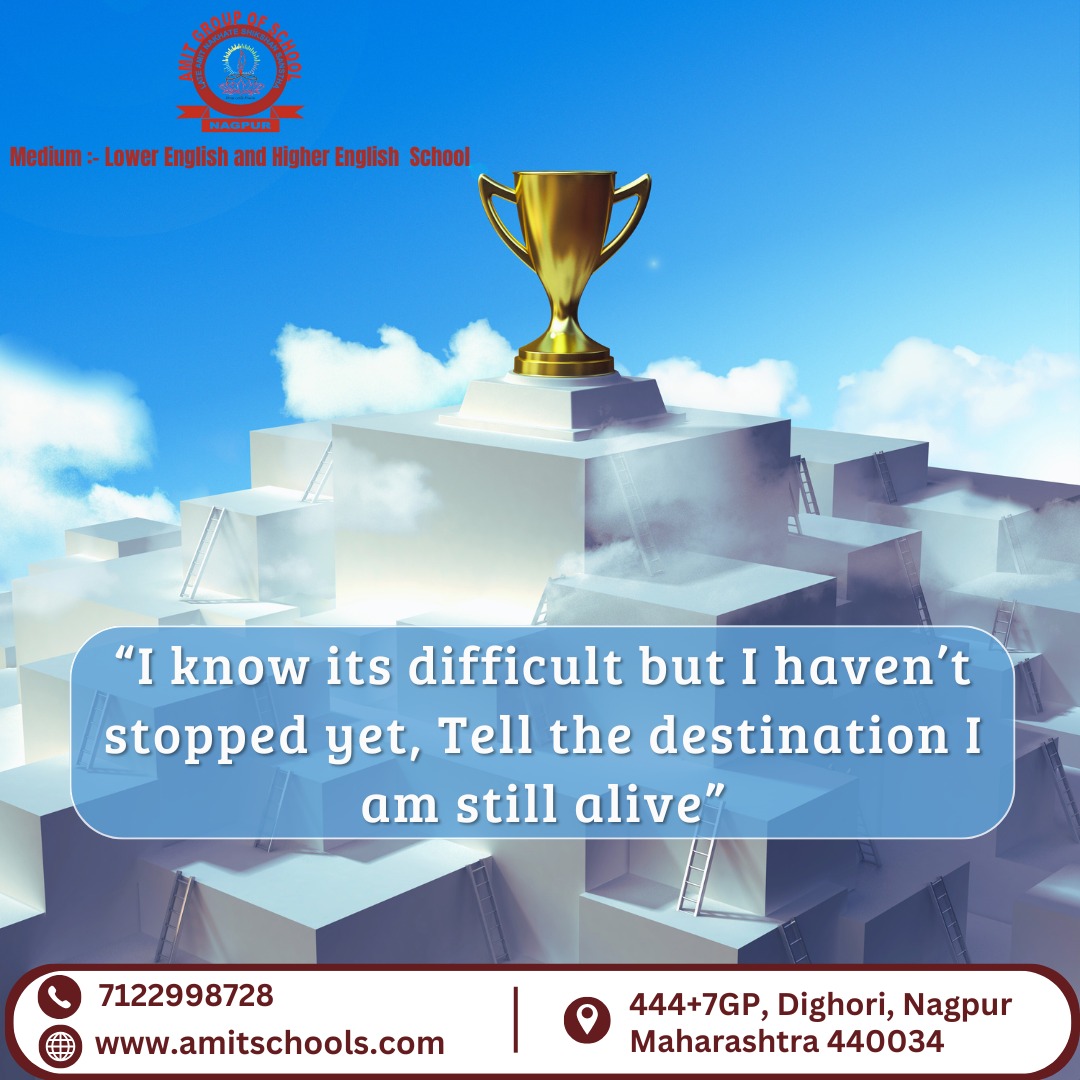 AMIT GROUP OF SCHOOL
NAGPUR
Medium :- Lower English and Higher English School
“I know its difficult but I haven’t
stopped yet, Tell the destination I
am still alive”
7122998728
www.amitschools.com
444+7GP, Dighori, Nagpur
Maharashtra 440034